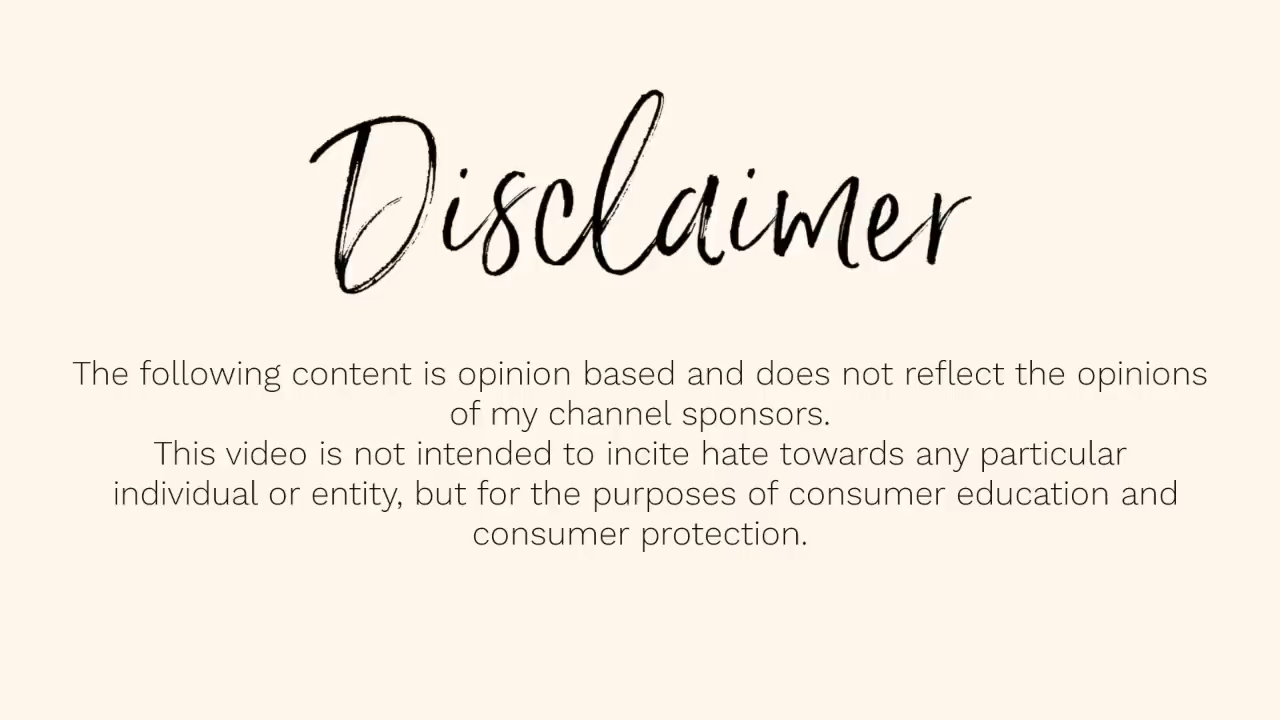 Disclaimer
The following content is opinion based and does not reflect the opinions
of my channel sponsors.
This video is not intended to incite hate towards any particular
individual or entity, but for the purposes of consumer education and
consumer protection.